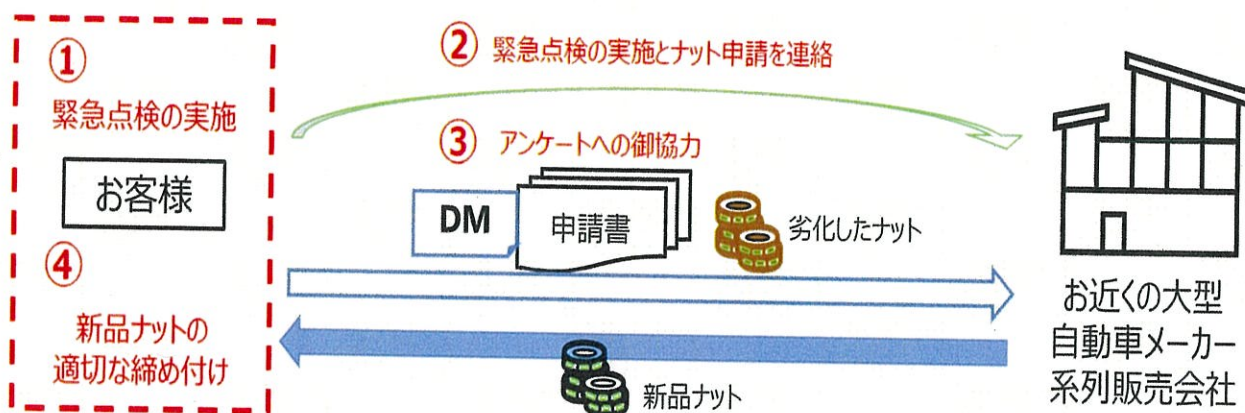 ①
緊急点検の実施
お客様
④
新品ナットの
適切な締め付け
② 緊急点検の実施とナット申請を連絡
③ アンケートへの御協力
DM
申請書
劣化したナット
新品ナット
お近くの大型
自動車メーカー
系列販売会社